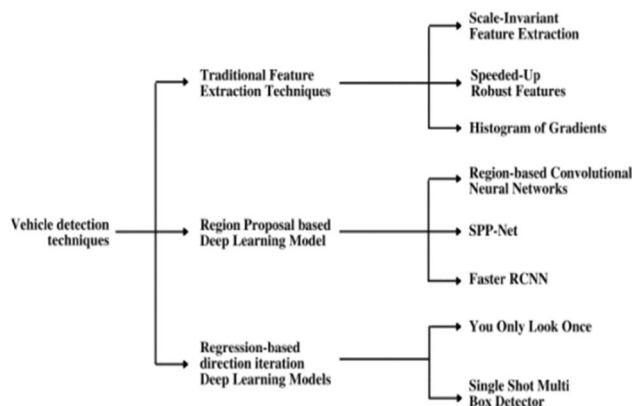 Scale-Invariant
Feature Extraction
Traditional Feature
Extraction Techniques
Speeded-Up
Robust Features
Histogram of Gradients
Region-based Convolutional
Neural Networks
Vehicle detection
techniques
Region Proposal based
Deep Learning Model
SPP-Net
Faster RCNN
You Only Look Once
Regression-based
direction iteration
Deep Learning Models
Single Shot Multi
Box Detector